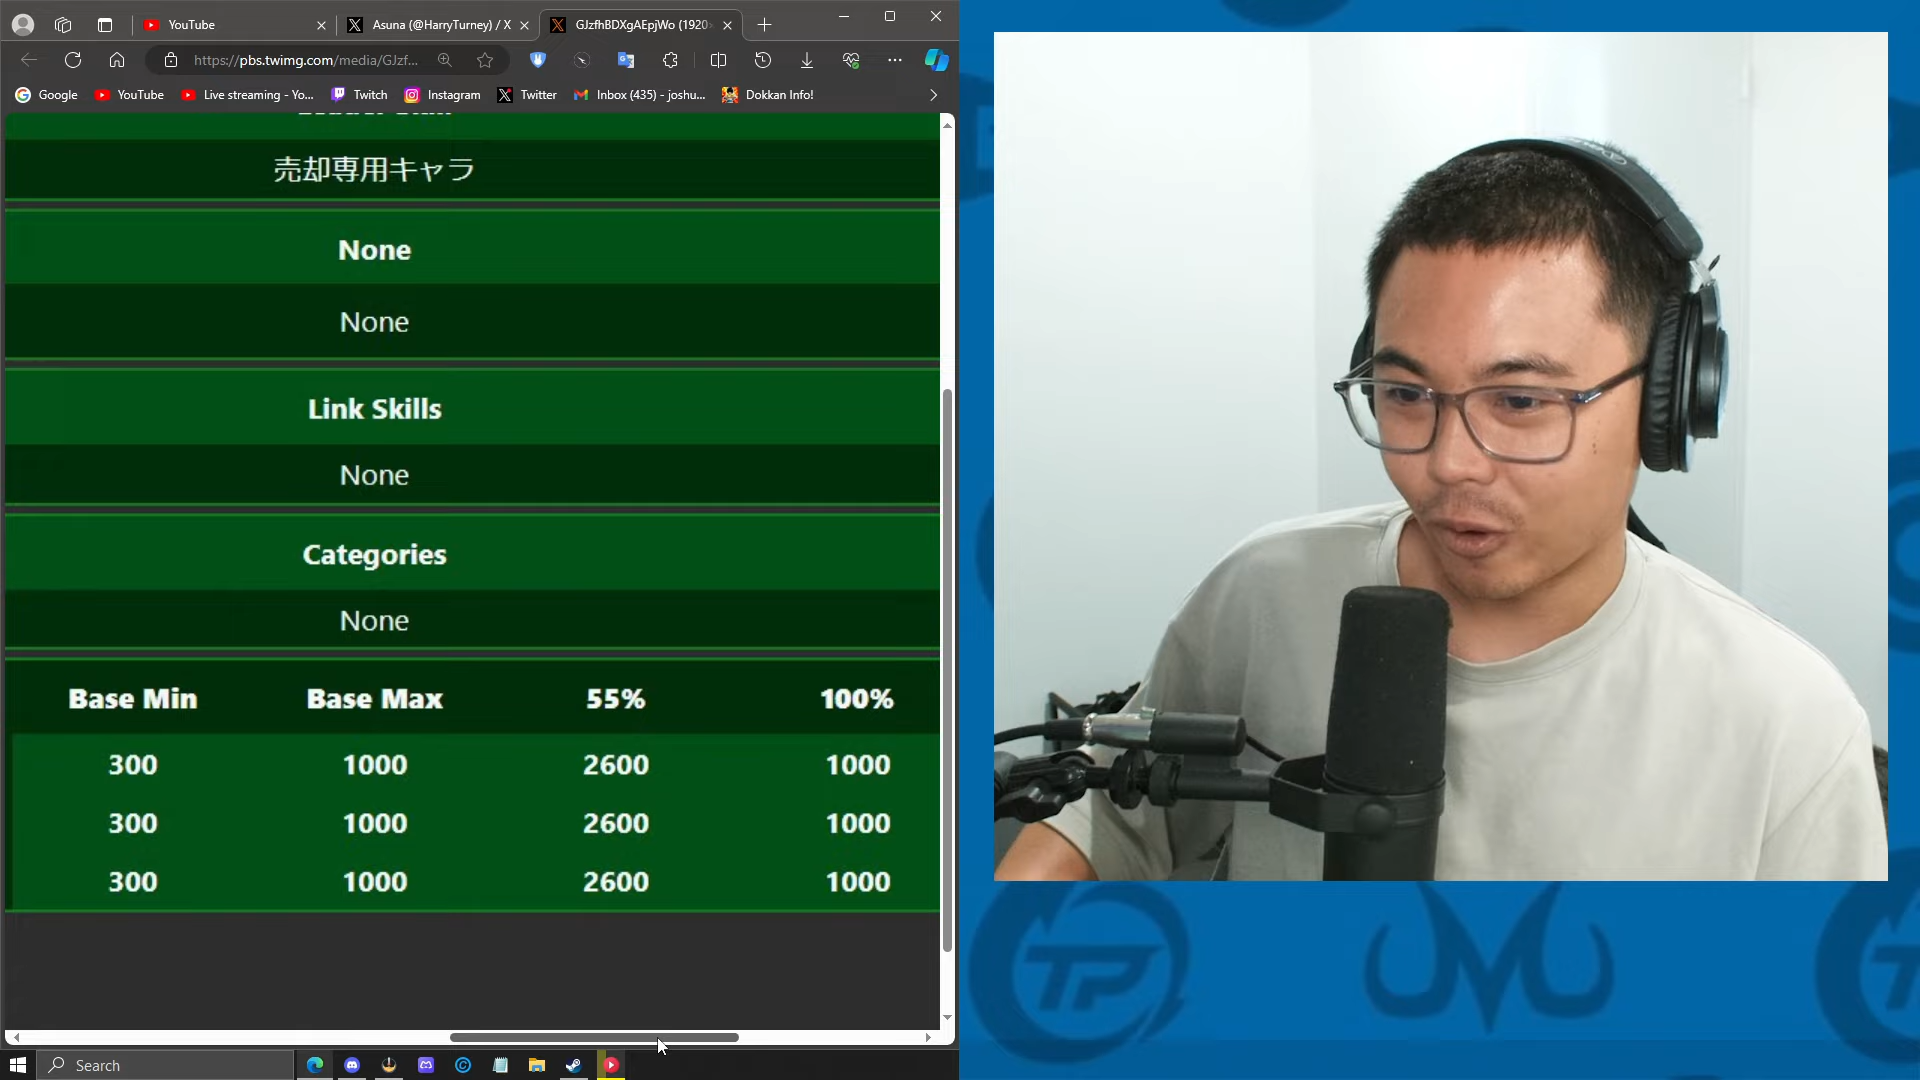 YouTube
Asuna (@HarryTurney) / X
GJzfhBDXgAEpjWo (1920
https://pbs.twimg.com/media/GJzf...
Google
YouTube
Live streaming - Yo...
Twitch
Instagram
Twitter
Inbox (435) - joshu...
Dokkan Info!
売却専用キャラ
None
None
Link Skills
None
Categories
None
Base Min Base Max 55% 100%
300 1000 2600 1000
300 1000 2600 1000
300 1000 2600 1000
Search
TP